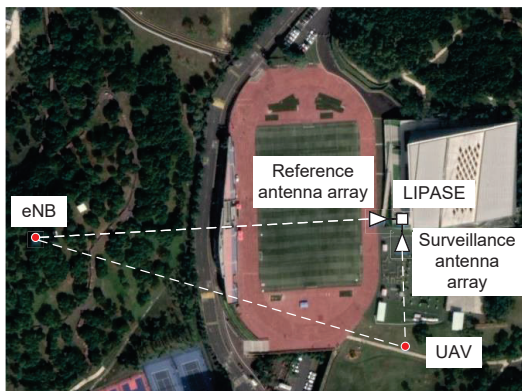 Reference
antenna array
LIPASE
eNB
Surveillance
antenna
array
UAV